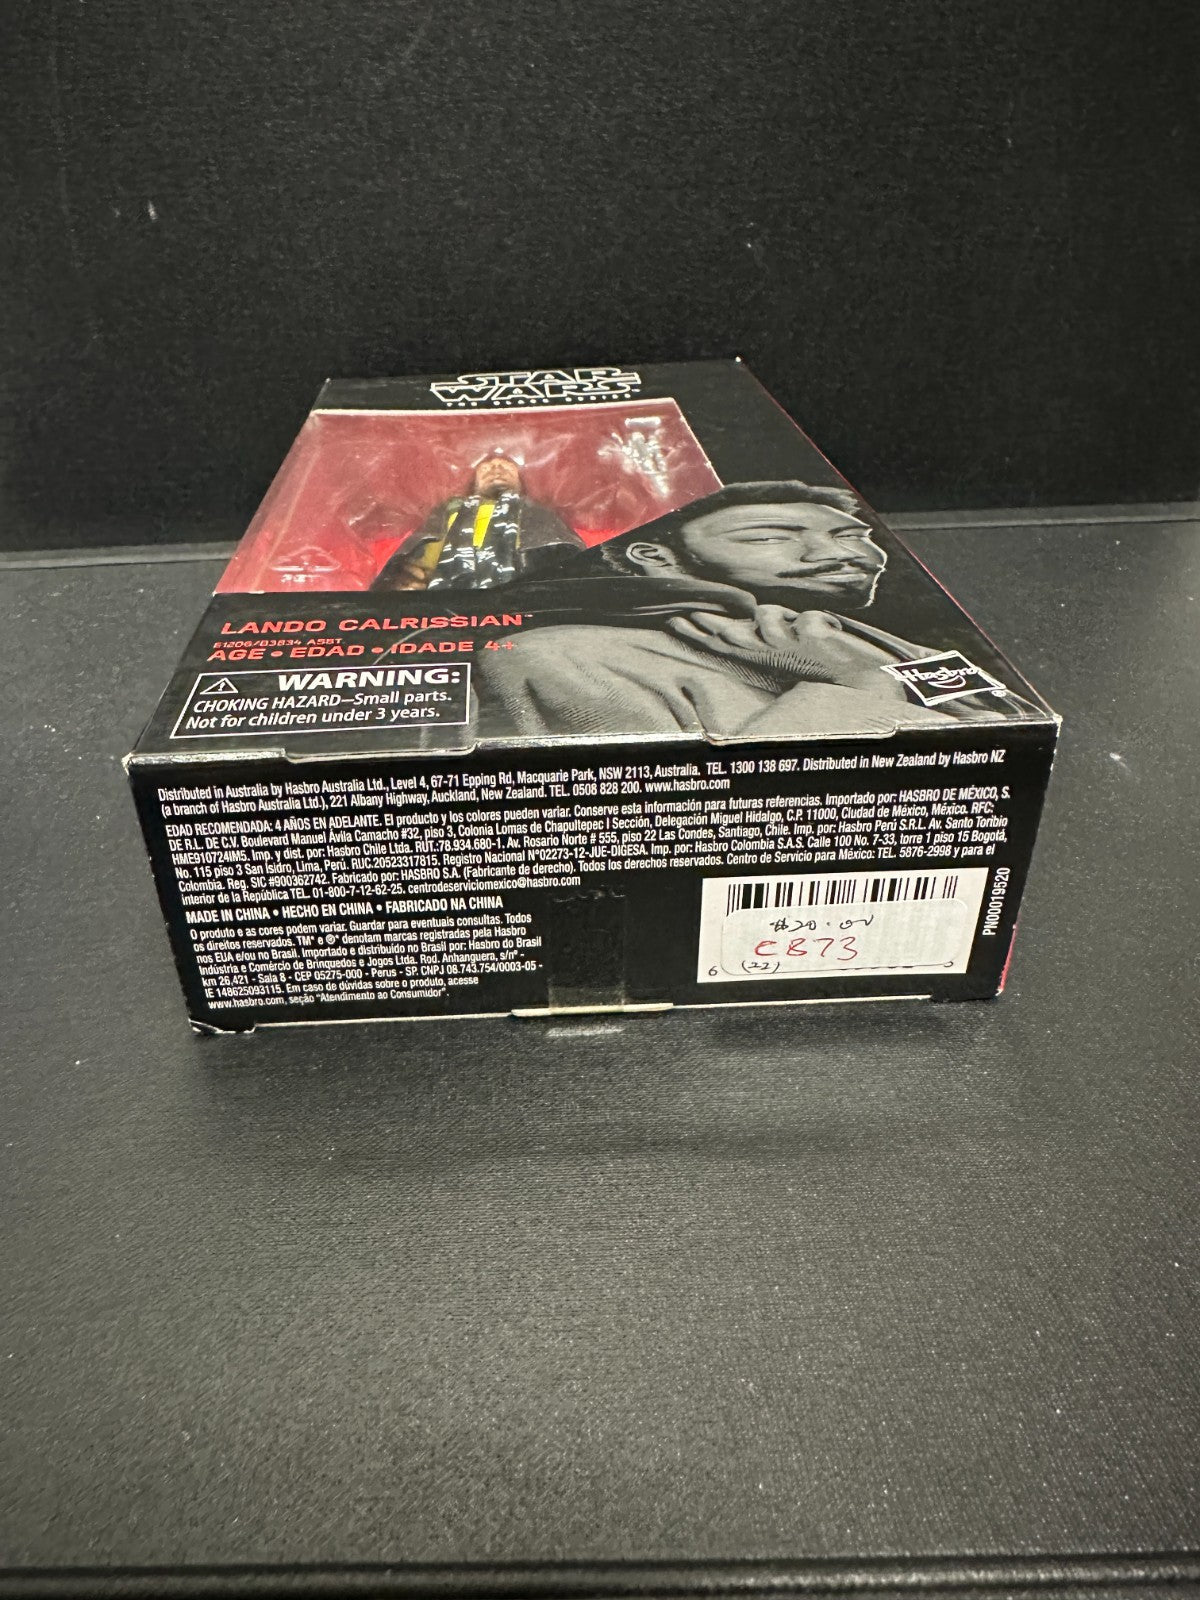 STAR
WARS
THE BLACK SERIES
LANDO CALRISSIAN™
E1206/B3834 ASST
AGE • EDAD • IDADE 4+
WARNING:
CHOKING HAZARD—Small parts.
Not for children under 3 years.
Hasbro
®
Distributed in Australia by Hasbro Australia Ltd., Level 4, 67-71 Epping Rd, Macquarie Park, NSW 2113, Australia. TEL. 1300 138 697. Distributed in New Zealand by Hasbro NZ
(a branch of Hasbro Australia Ltd.), 221 Albany Highway, Auckland, New Zealand. TEL. 0508 828 200. www.hasbro.com
EDAD RECOMENDADA: 4 AÑOS EN ADELANTE. El producto y los colores pueden variar. Conserve esta información para futuras referencias. Importado por: HASBRO DE MÉXICO, S.
DE R.L. DE C.V. Boulevard Manuel Ávila Camacho #32, piso 3, Colonia Lomas de Chapultepec I Sección, Delegación Miguel Hidalgo, C.P. 11000, Ciudad de México, México. RFC:
HME910724IM5. Imp. y dist. por: Hasbro Chile Ltda. RUT.:78.934.680-1. Av. Rosario Norte # 555, piso 22 Las Condes, Santiago, Chile. Imp. por: Hasbro Perú S.R.L. Av. Santo Toribio
No. 115 piso 3 San Isidro, Lima, Perú. RUC.20523317815. Registro Nacional N°02273-12-JUE-DIGESA. Imp. por: Hasbro Colombia S.A.S. Calle 100 No. 7-33, torre 1 piso 15 Bogotá,
Colombia. Reg. SIC #900362742. Fabricado por: HASBRO S.A. (Fabricante de derecho). Todos los derechos reservados. Centro de Servicio para México: TEL. 5876-2998 y para el
interior de la República TEL. 01-800-7-12-62-25. centrodeserviciomexico@hasbro.com
MADE IN CHINA • HECHO EN CHINA • FABRICADO NA CHINA
O produto e as cores podem variar. Guardar para eventuais consultas. Todos
os direitos reservados. TM* e ®* denotam marcas registradas pela Hasbro
nos EUA e/ou no Brasil. Importado e distribuído no Brasil por: Hasbro do Brasil
Indústria e Comércio de Brinquedos e Jogos Ltda. Rod. Anhanguera, s/nº -
km 26,421 - Sala 8 - CEP 05275-000 - Perus - SP. CNPJ 08.743.754/0003-05 -
IE 148625093115. Em caso de dúvidas sobre o produto, acesse
www.hasbro.com, seção "Atendimento ao Consumidor".
$20.00
C873
6 (22)
PN00019520